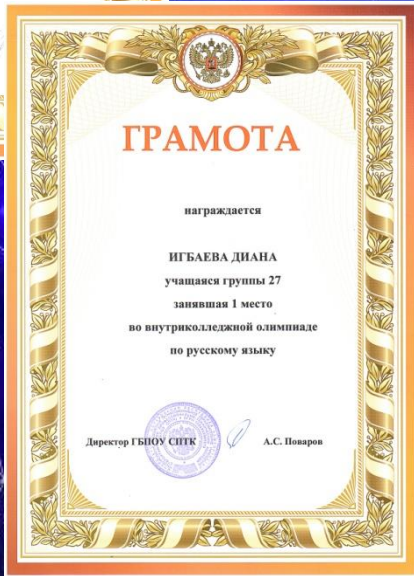 ГРАМОТА
награждается
ИГБАЕВА ДИАНА
учащаяся группы 27
занявшая 1 место
во внутриколледжной олимпиаде
по русскому языку
Директор ГБПОУ СПТК А.С. Поваров